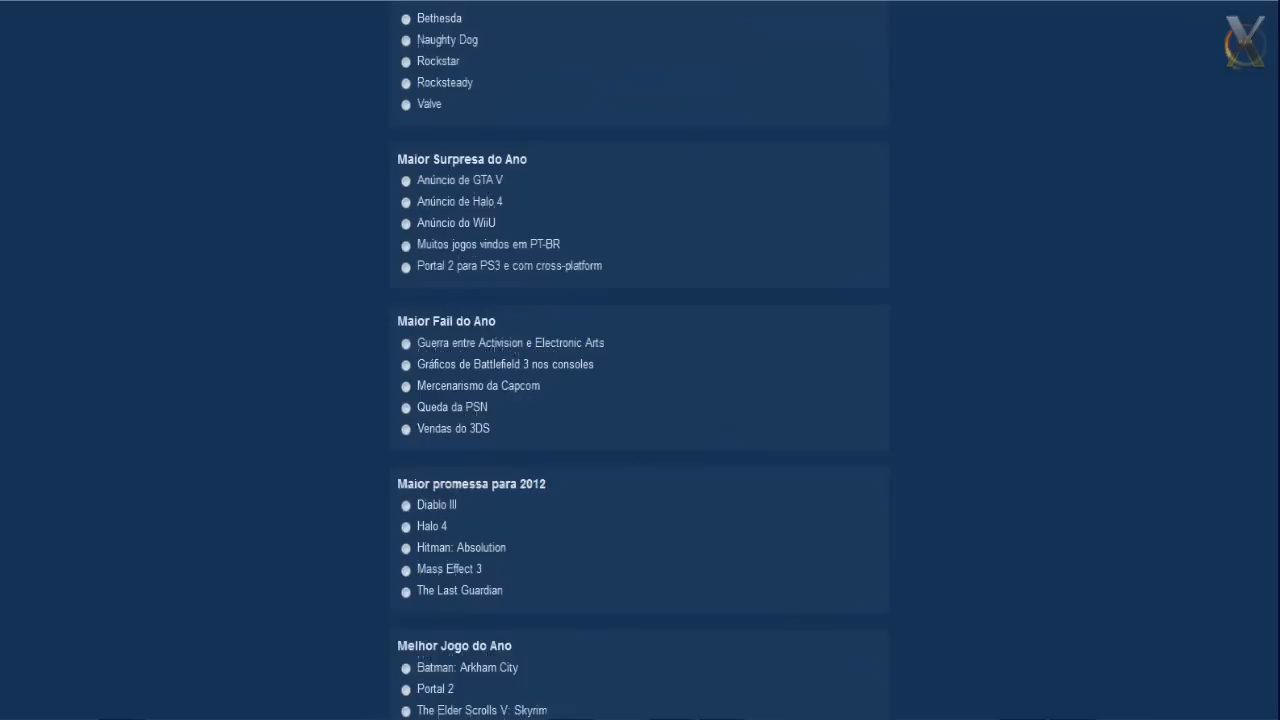 Bethesda
Naughty Dog
Rockstar
Rocksteady
Valve
Maior Surpresa do Ano
Anúncio de GTA V
Anúncio de Halo 4
Anúncio do WiiU
Muitos jogos vindos em PT-BR
Portal 2 para PS3 e com cross-platform
Maior Fail do Ano
Guerra entre Activision e Electronic Arts
Gráficos de Battlefield 3 nos consoles
Mercenarismo da Capcom
Queda da PSN
Vendas do 3DS
Maior promessa para 2012
Diablo III
Halo 4
Hitman: Absolution
Mass Effect 3
The Last Guardian
Melhor Jogo do Ano
Batman: Arkham City
Portal 2
The Elder Scrolls V: Skyrim